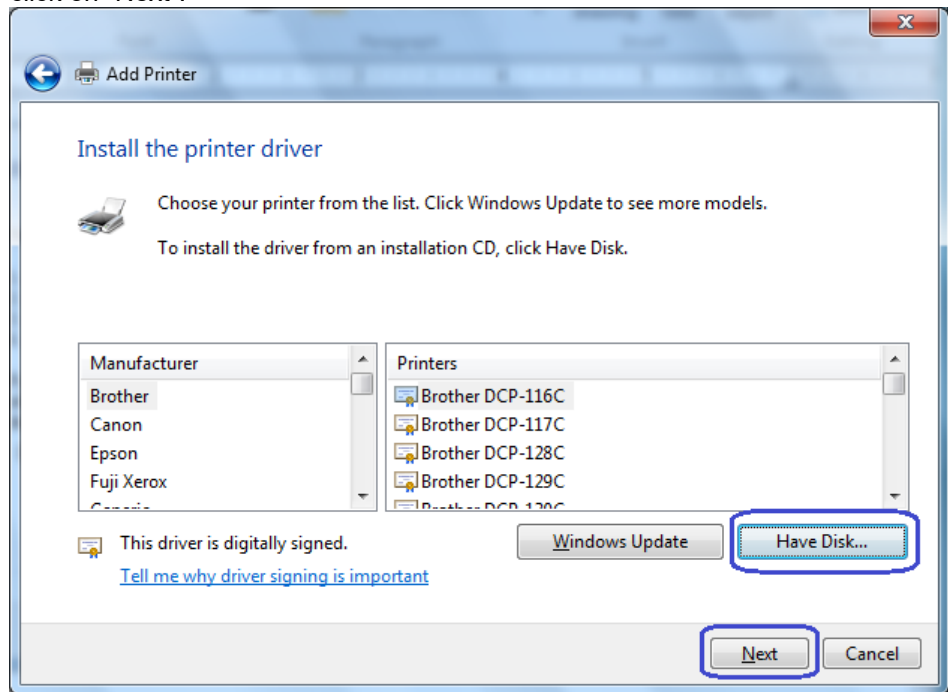 click on "Next".
Add Printer
Install the printer driver
Choose your printer from the list. Click Windows Update to see more models.
To install the driver from an installation CD, click Have Disk.
Manufacturer
Printers
Brother
Brother DCP-116C
Canon
Brother DCP-117C
Epson
Brother DCP-128C
Fuji Xerox
Brother DCP-129C
This driver is digitally signed.
Windows Update
Have Disk...
Tell me why driver signing is important
Next
Cancel